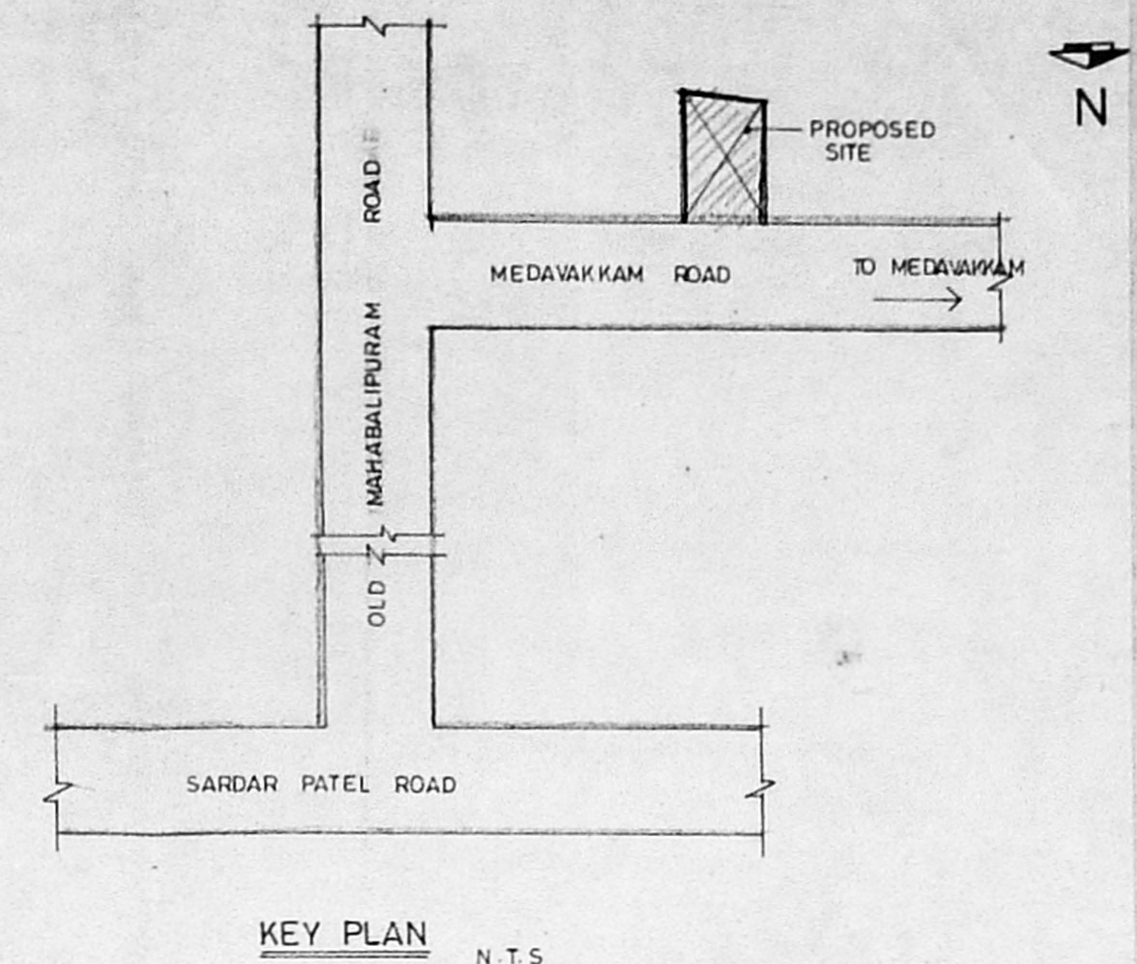 N
PROPOSED
SITE
MEDAVAKKAM ROAD
TO MEDAVAKKAM
OLD MAHABALIPURAM ROAD
SARDAR PATEL ROAD
KEY PLAN
N.T.S